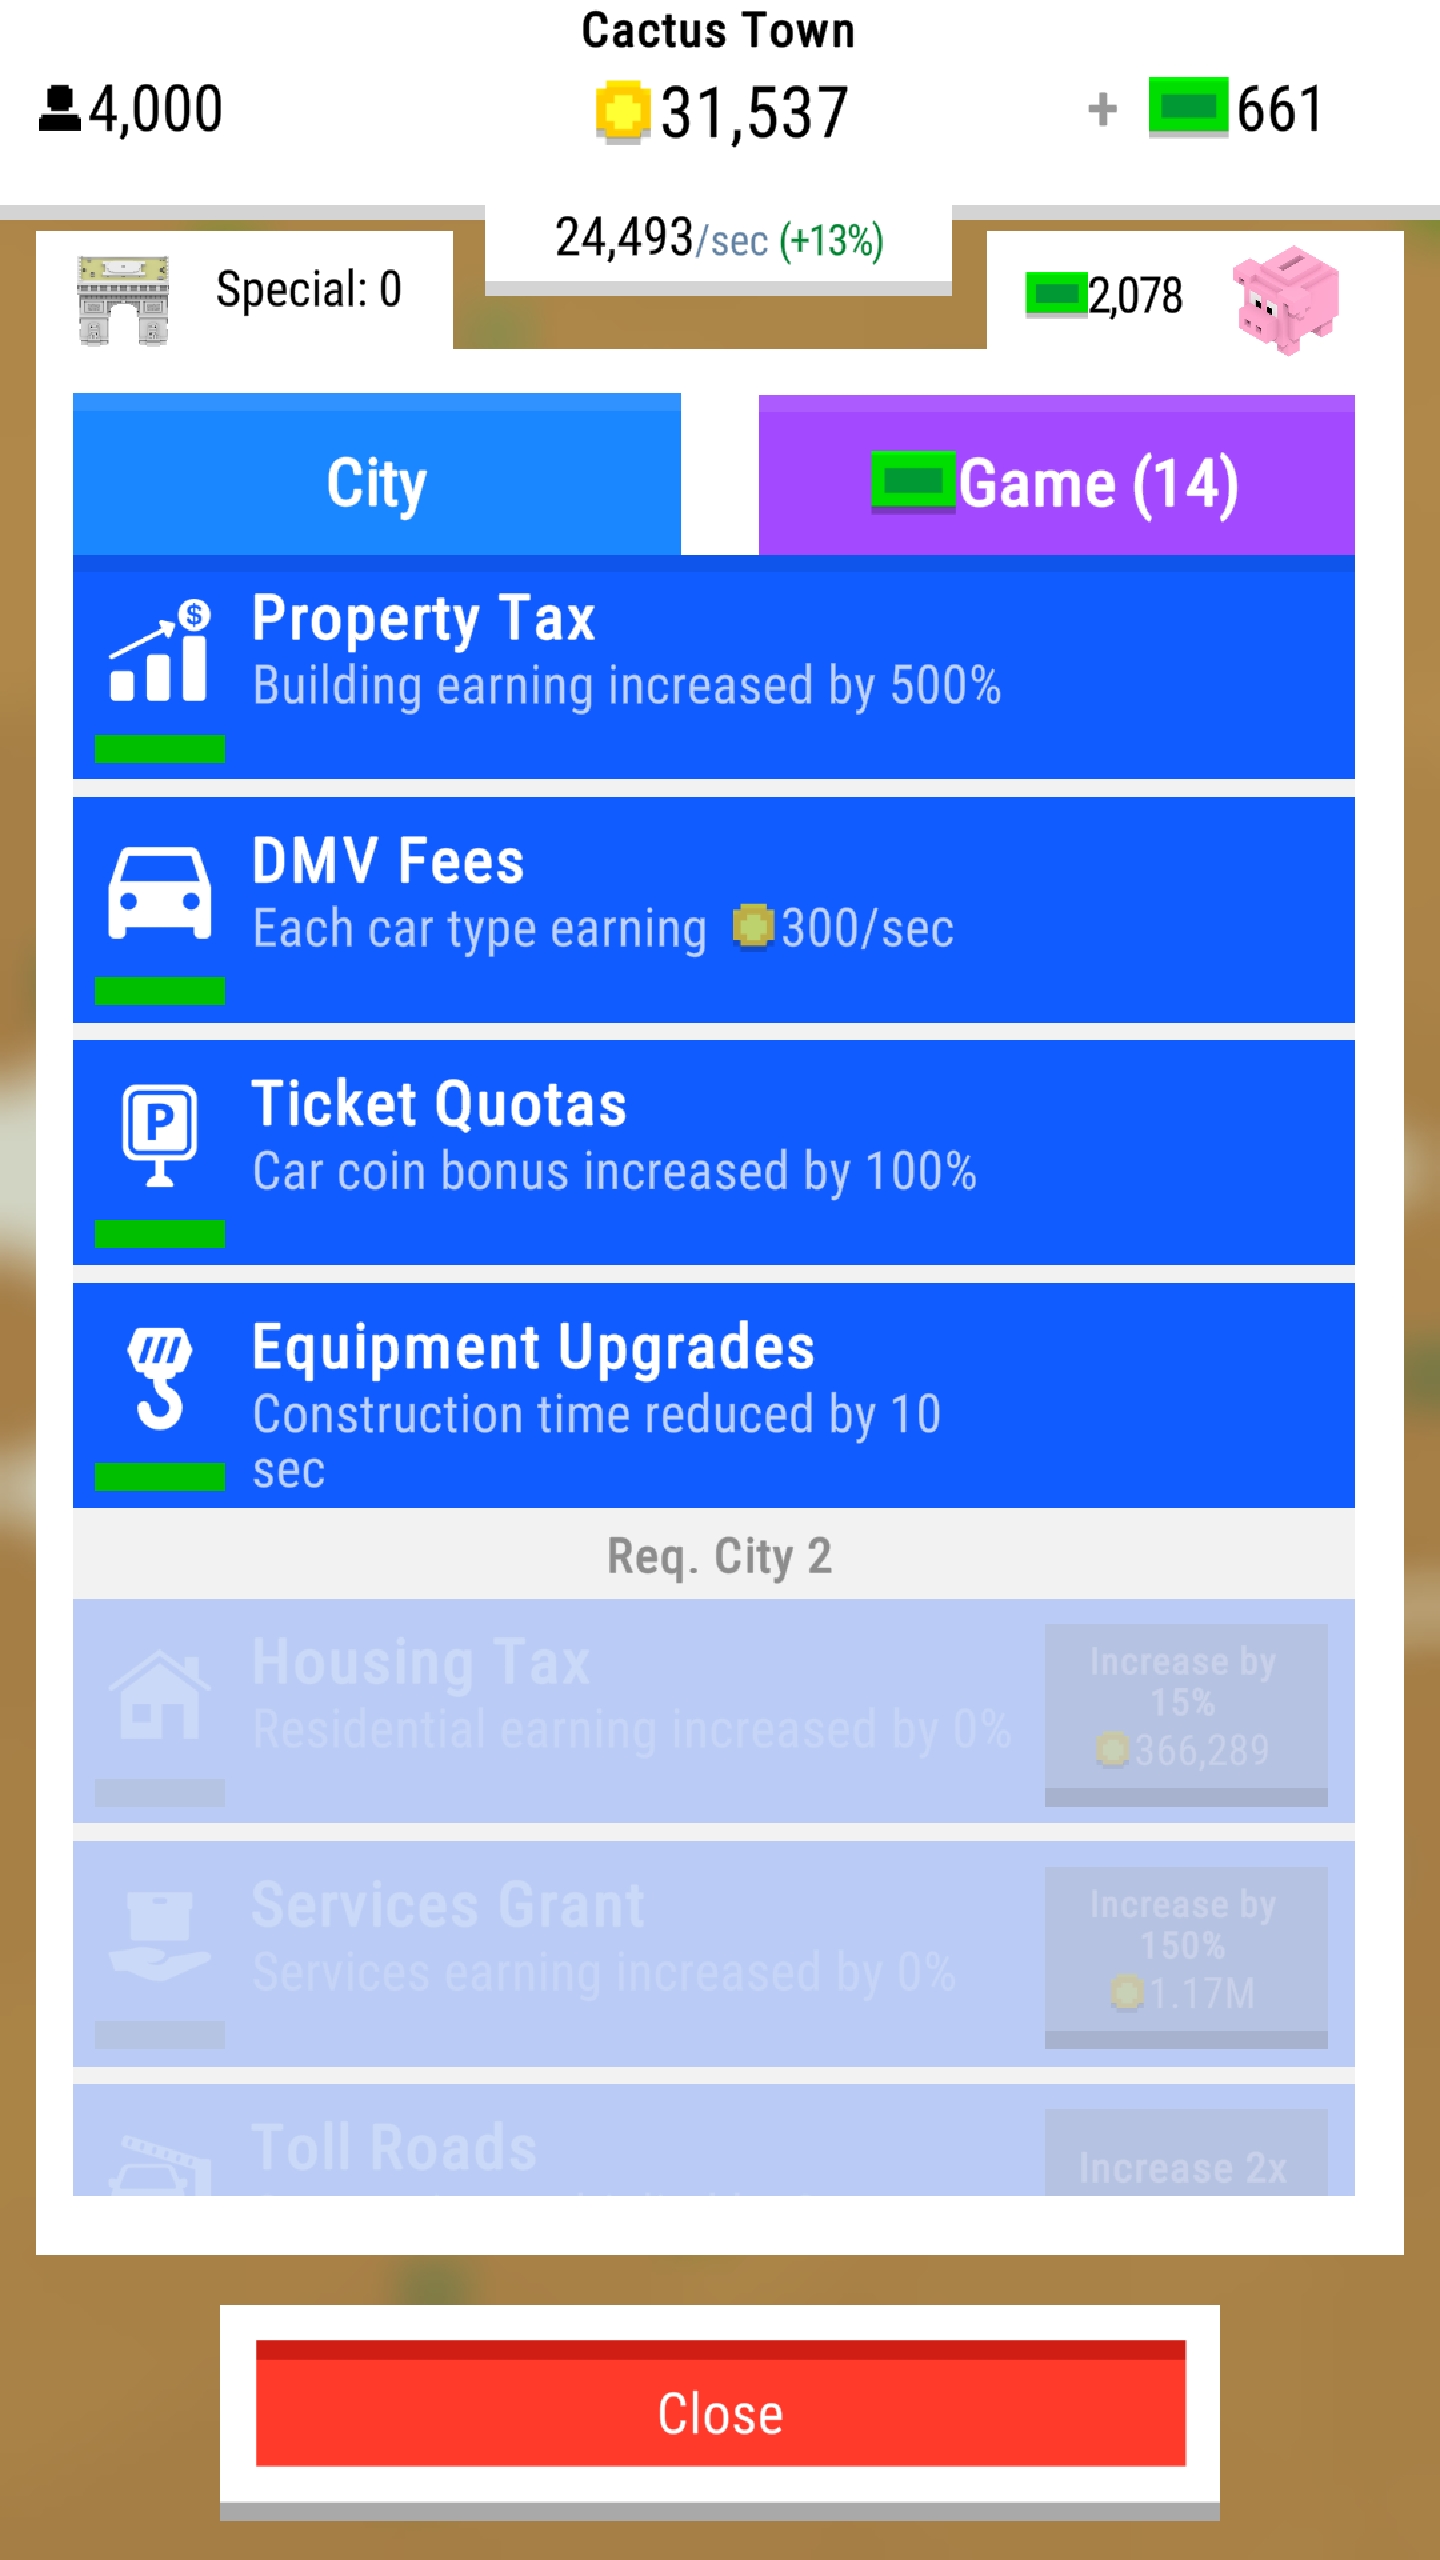 Cactus Town
4,000
31,537
+ 661
24,493/sec (+13%)
Special: 0
2,078
City
Game (14)
Property Tax
Building earning increased by 500%
DMV Fees
Each car type earning 300/sec
P
Ticket Quotas
Car coin bonus increased by 100%
Equipment Upgrades
Construction time reduced by 10
sec
Req. City 2
Housing Tax
Residential earning increased by 0%
Increase by
15%
366,289
Services Grant
Services earning increased by 0%
Increase by
150%
1.17M
Toll Roads
Increase 2x
Close